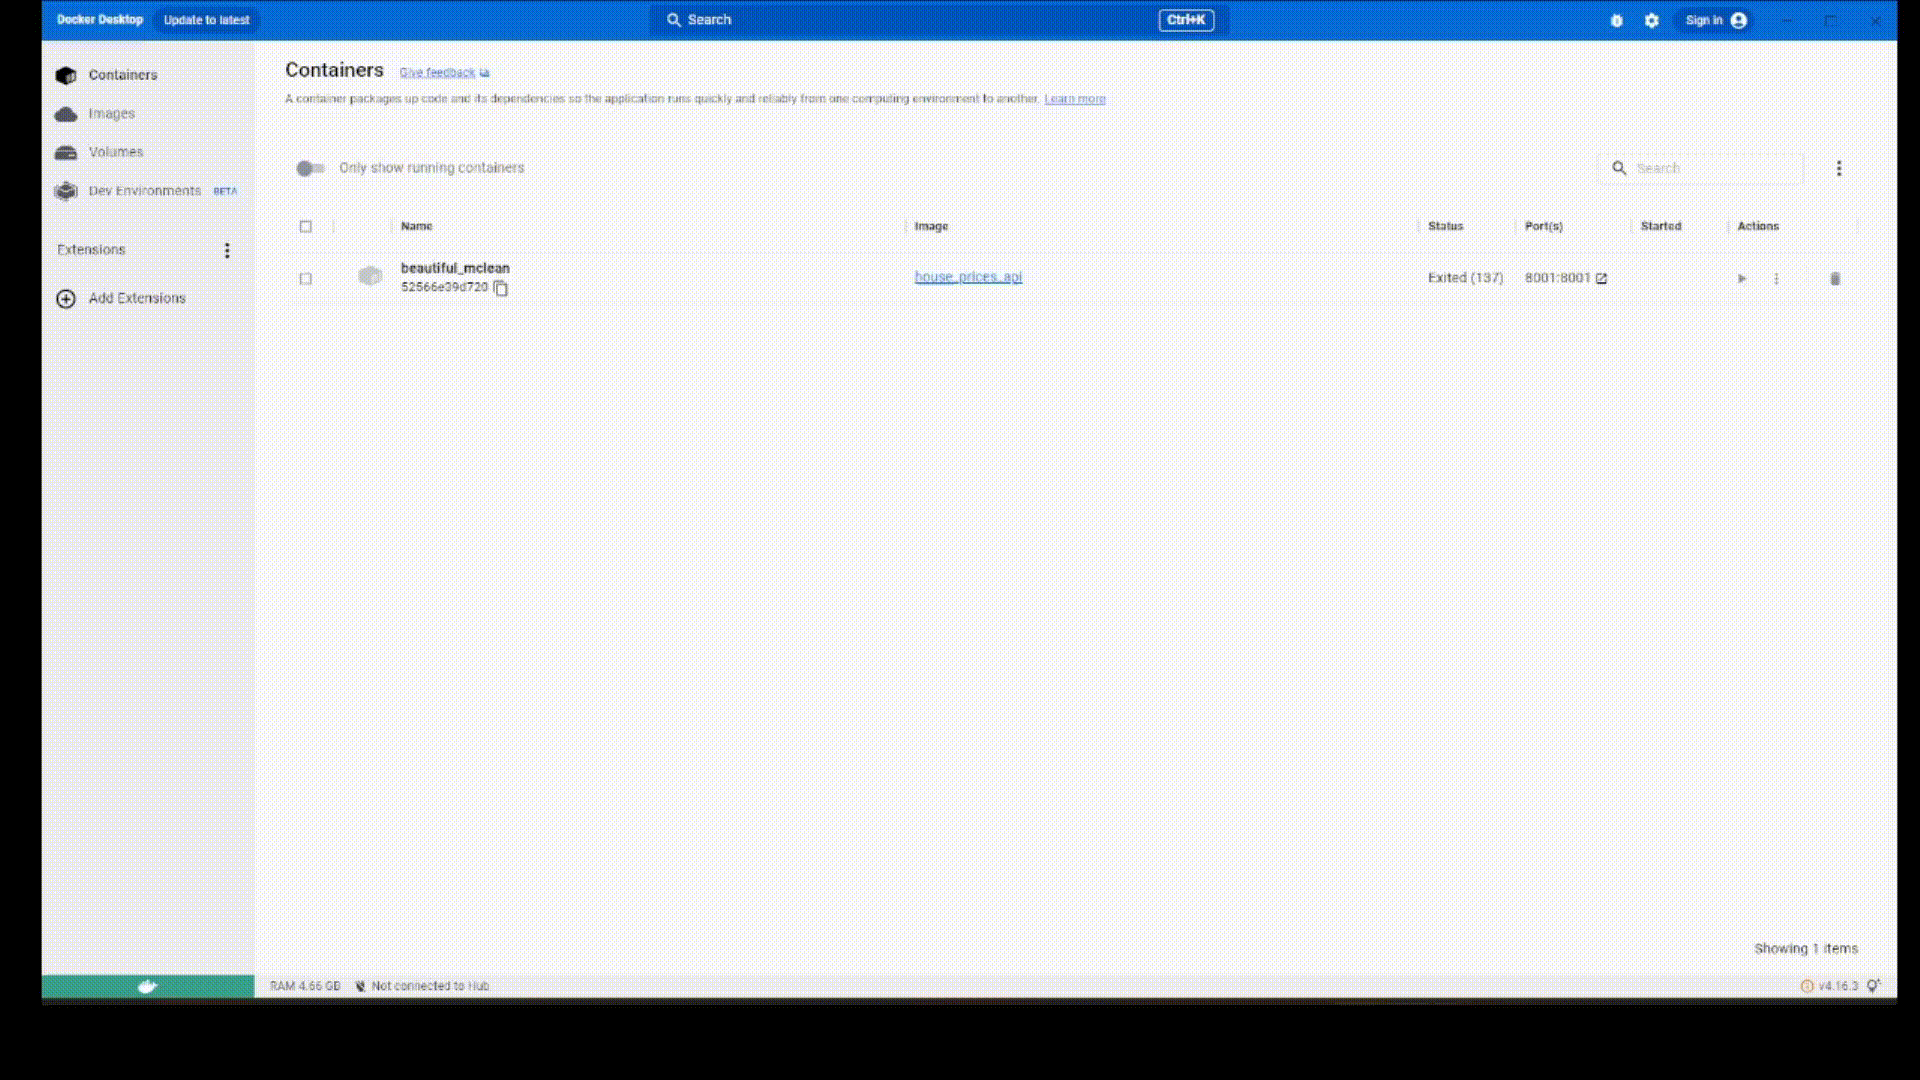 Docker Desktop Update to latest Search Ctrl+K Sign in
Containers
Images
Volumes
Dev Environments BETA
Extensions
Add Extensions
Containers Give feedback
A container packages up code and its dependencies so the application runs quickly and reliably from one computing environment to another. Learn more
Only show running containers Search
Name Image Status Port(s) Started Actions
beautiful_mclean house_prices_api Exited (137) 8001:8001
52566e39d720
Showing 1 items
RAM 4.66 GB Not connected to Hub v4.16.3